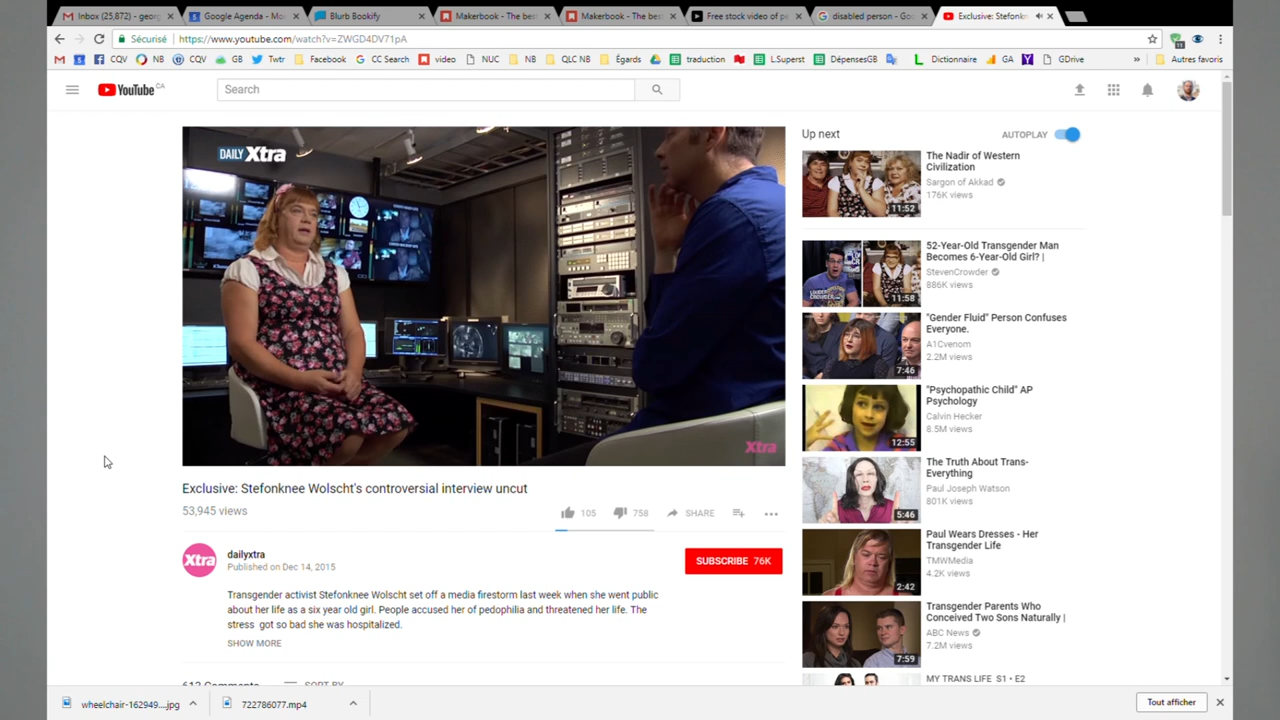 Inbox (25,872) - georg
Google Agenda - Mo
Blurb Bookify
Makerbook - The best
Makerbook - The best
Free stock video of pe
disabled person - Goo
Exclusive: Stefonkn
Sécurisé
https://www.youtube.com/watch?v=ZWGD4DV71pA
CQV
NB
CQV
GB
Twtr
Facebook
CC Search
video
NUC
NB
QLC NB
Égards
traduction
L.Superst
DépensesGB
Dictionnaire
GA
GDrive
»
Autres favoris
YouTube CA
Search
DAILY Xtra
Xtra
Exclusive: Stefonknee Wolscht's controversial interview uncut
53,945 views
105
758
SHARE
Xtra
dailyxtra
Published on Dec 14, 2015
SUBSCRIBE 76K
Transgender activist Stefonknee Wolscht set off a media firestorm last week when she went public
about her life as a six year old girl. People accused her of pedophilia and threatened her life. The
stress got so bad she was hospitalized.
SHOW MORE
613 Comments
SORT BY
Up next
AUTOPLAY
The Nadir of Western
Civilization
Sargon of Akkad
176K views
11:52
52-Year-Old Transgender Man
Becomes 6-Year-Old Girl? |
StevenCrowder
886K views
11:58
"Gender Fluid" Person Confuses
Everyone.
A1Cvenom
2.2M views
7:46
"Psychopathic Child" AP
Psychology
Calvin Hecker
8.5M views
12:55
The Truth About Trans-
Everything
Paul Joseph Watson
801K views
5:46
Paul Wears Dresses - Her
Transgender Life
TMWMedia
4.2K views
2:42
Transgender Parents Who
Conceived Two Sons Naturally |
ABC News
7.2M views
7:59
MY TRANS LIFE S1 • E2
wheelchair-162949....jpg
722786077.mp4
Tout afficher